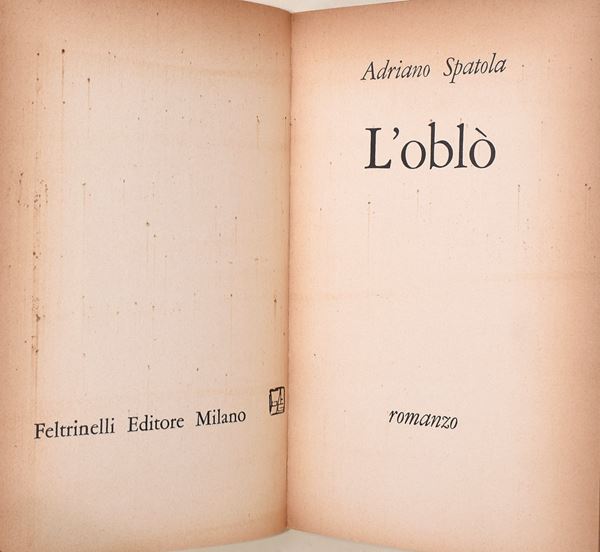 Feltrinelli Editore Milano
Adriano Spatola
L'oblò
romanzo